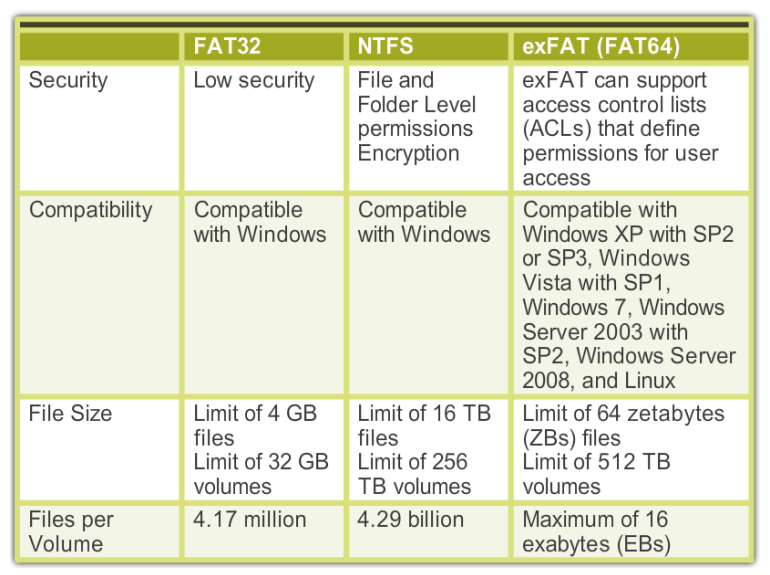 FAT32 NTFS exFAT (FAT64)
Security
Low security
File and
Folder Level
permissions
Encryption
exFAT can support
access control lists
(ACLs) that define
permissions for user
access
Compatibility
Compatible
with Windows
Compatible
with Windows
Compatible with
Windows XP with SP2
or SP3, Windows
Vista with SP1,
Windows 7, Windows
Server 2003 with
SP2, Windows Server
2008, and Linux
File Size
Limit of 4 GB
files
Limit of 32 GB
volumes
Limit of 16 TB
files
Limit of 256
TB volumes
Limit of 64 zetabytes
(ZBs) files
Limit of 512 TB
volumes
Files per
Volume
4.17 million
4.29 billion
Maximum of 16
exabytes (EBs)